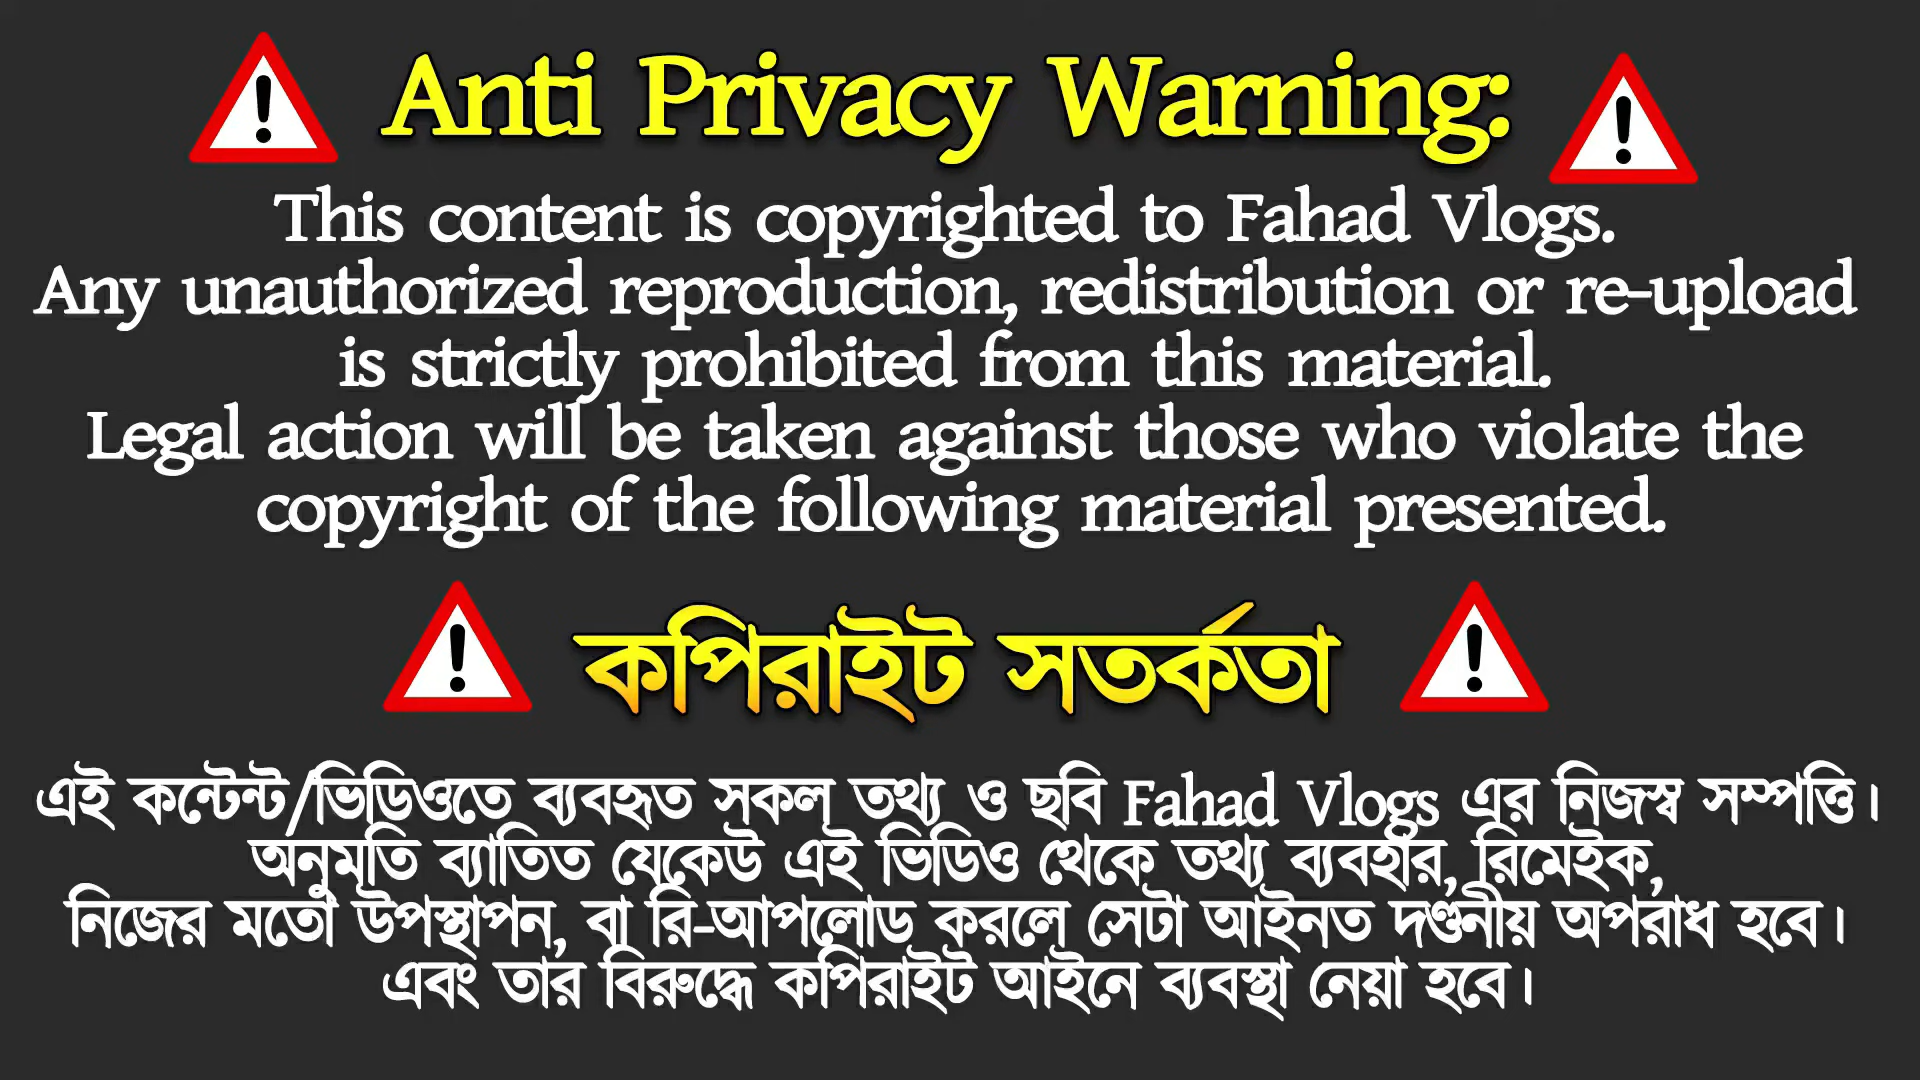 Anti Privacy Warning:
This content is copyrighted to Fahad Vlogs.
Any unauthorized reproduction, redistribution or re-upload
is strictly prohibited from this material.
Legal action will be taken against those who violate the
copyright of the following material presented.
কপিরাইট সতর্কতা
এই কন্টেন্ট/ভিডিওতে ব্যবহৃত সকল তথ্য ও ছবি Fahad Vlogs এর নিজস্ব সম্পত্তি।
অনুমতি ব্যাতিত যেকেউ এই ভিডিও থেকে তথ্য ব্যবহার, রিমেইক,
নিজের মতো উপস্থাপন, বা রি-আপলোড করলে সেটা আইনত দণ্ডনীয় অপরাধ হবে।
এবং তার বিরুদ্ধে কপিরাইট আইনে ব্যবস্থা নেয়া হবে।